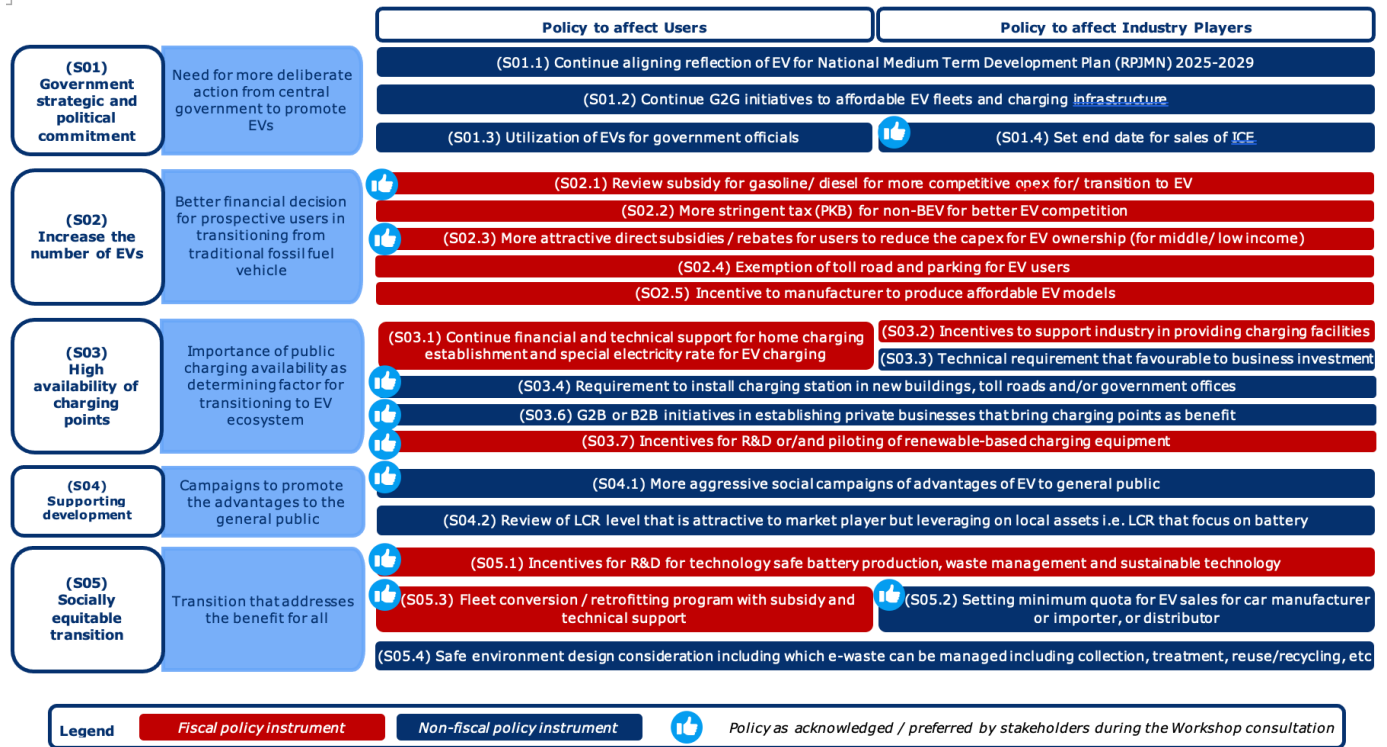 Policy to affect Users
Policy to affect Industry Players
(S01)
Government
strategic and
political
commitment
Need for more deliberate
action from central
government to promote
EVs
(S01.1) Continue aligning reflection of EV for National Medium Term Development Plan (RPJMN) 2025-2029
(S01.2) Continue G2G initiatives to affordable EV fleets and charging infrastructure
(S01.3) Utilization of EVs for government officials
(S01.4) Set end date for sales of ICE
(S02)
Increase the
number of EVs
Better financial decision
for prospective users in
transitioning from
traditional fossil fuel
vehicle
(S02.1) Review subsidy for gasoline/ diesel for more competitive opex for/ transition to EV
(S02.2) More stringent tax (PKB) for non-BEV for better EV competition
(S02.3) More attractive direct subsidies / rebates for users to reduce the capex for EV ownership (for middle/ low income)
(S02.4) Exemption of toll road and parking for EV users
(SO2.5) Incentive to manufacturer to produce affordable EV models
(S03)
High
availability of
charging
points
Importance of public
charging availability as
determining factor for
transitioning to EV
ecosystem
(S03.1) Continue financial and technical support for home charging
establishment and special electricity rate for EV charging
(S03.2) Incentives to support industry in providing charging facilities
(S03.3) Technical requirement that favourable to business investment
(S03.4) Requirement to install charging station in new buildings, toll roads and/or government offices
(S03.6) G2B or B2B initiatives in establishing private businesses that bring charging points as benefit
(S03.7) Incentives for R&D or/and piloting of renewable-based charging equipment
(S04)
Supporting
development
Campaigns to promote
the advantages to the
general public
(S04.1) More aggressive social campaigns of advantages of EV to general public
(S04.2) Review of LCR level that is attractive to market player but leveraging on local assets i.e. LCR that focus on battery
(S05)
Socially
equitable
transition
Transition that addresses
the benefit for all
(S05.1) Incentives for R&D for technology safe battery production, waste management and sustainable technology
(S05.3) Fleet conversion / retrofitting program with subsidy and
technical support
(S05.2) Setting minimum quota for EV sales for car manufacturer
or importer, or distributor
(S05.4) Safe environment design consideration including which e-waste can be managed including collection, treatment, reuse/recycling, etc
Legend
Fiscal policy instrument
Non-fiscal policy instrument
Policy as acknowledged / preferred by stakeholders during the Workshop consultation